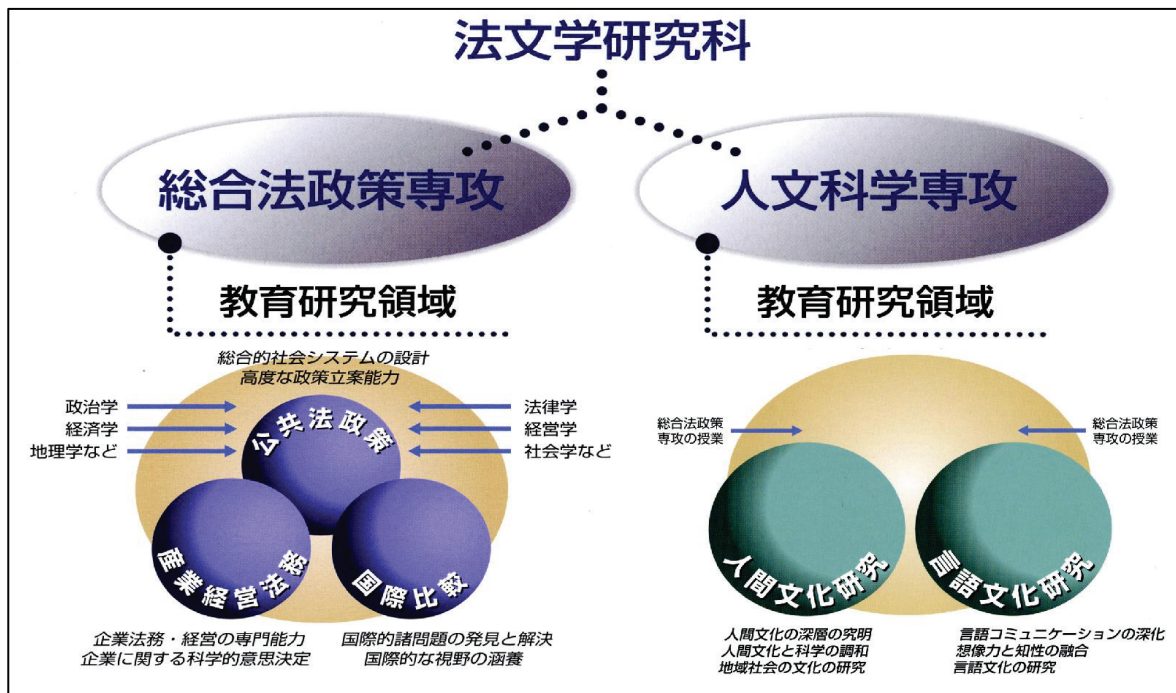 法文学研究科
総合法政策専攻
教育研究領域
総合的社会システムの設計
高度な政策立案能力
政治学
経済学
地理学など
法律学
経営学
社会学など
公共法政策
産業経営法務
国際比較
企業法務・経営の専門能力
企業に関する科学的意思決定
国際的諸問題の発見と解決
国際的な視野の涵養
人文科学専攻
教育研究領域
総合法政策
専攻の授業
総合法政策
専攻の授業
人間文化研究
言語文化研究
人間文化の深層の究明
人間文化と科学の調和
地域社会の文化の研究
言語コミュニケーションの深化
想像力と知性の融合
言語文化の研究